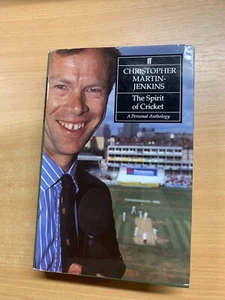 ff
CHRISTOPHER
MARTIN-
JENKINS
The Spirit
of Cricket
A Personal Anthology